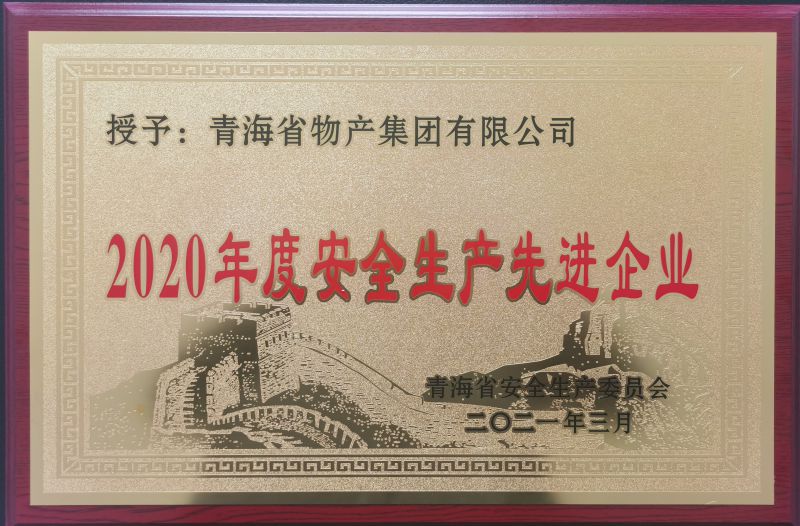 授予：青海省物产集团有限公司
2020年度安全生产先进企业
青海省安全生产委员会
二〇二一年三月